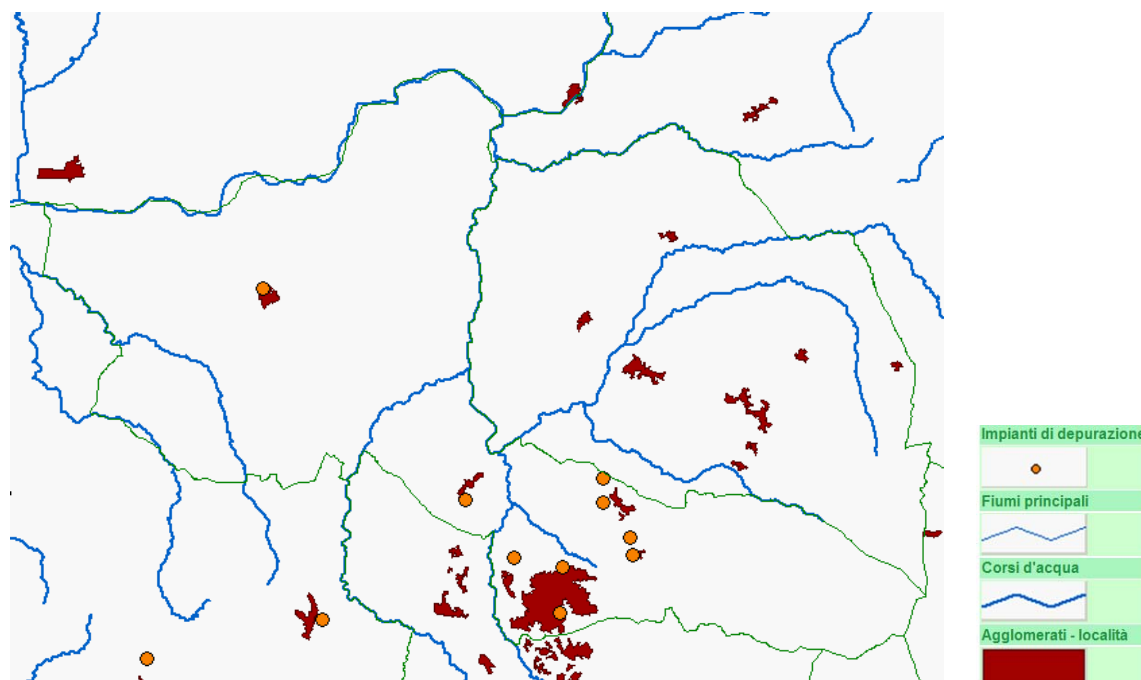 Impianti di depurazione
Fiumi principali
Corsi d'acqua
Agglomerati - località